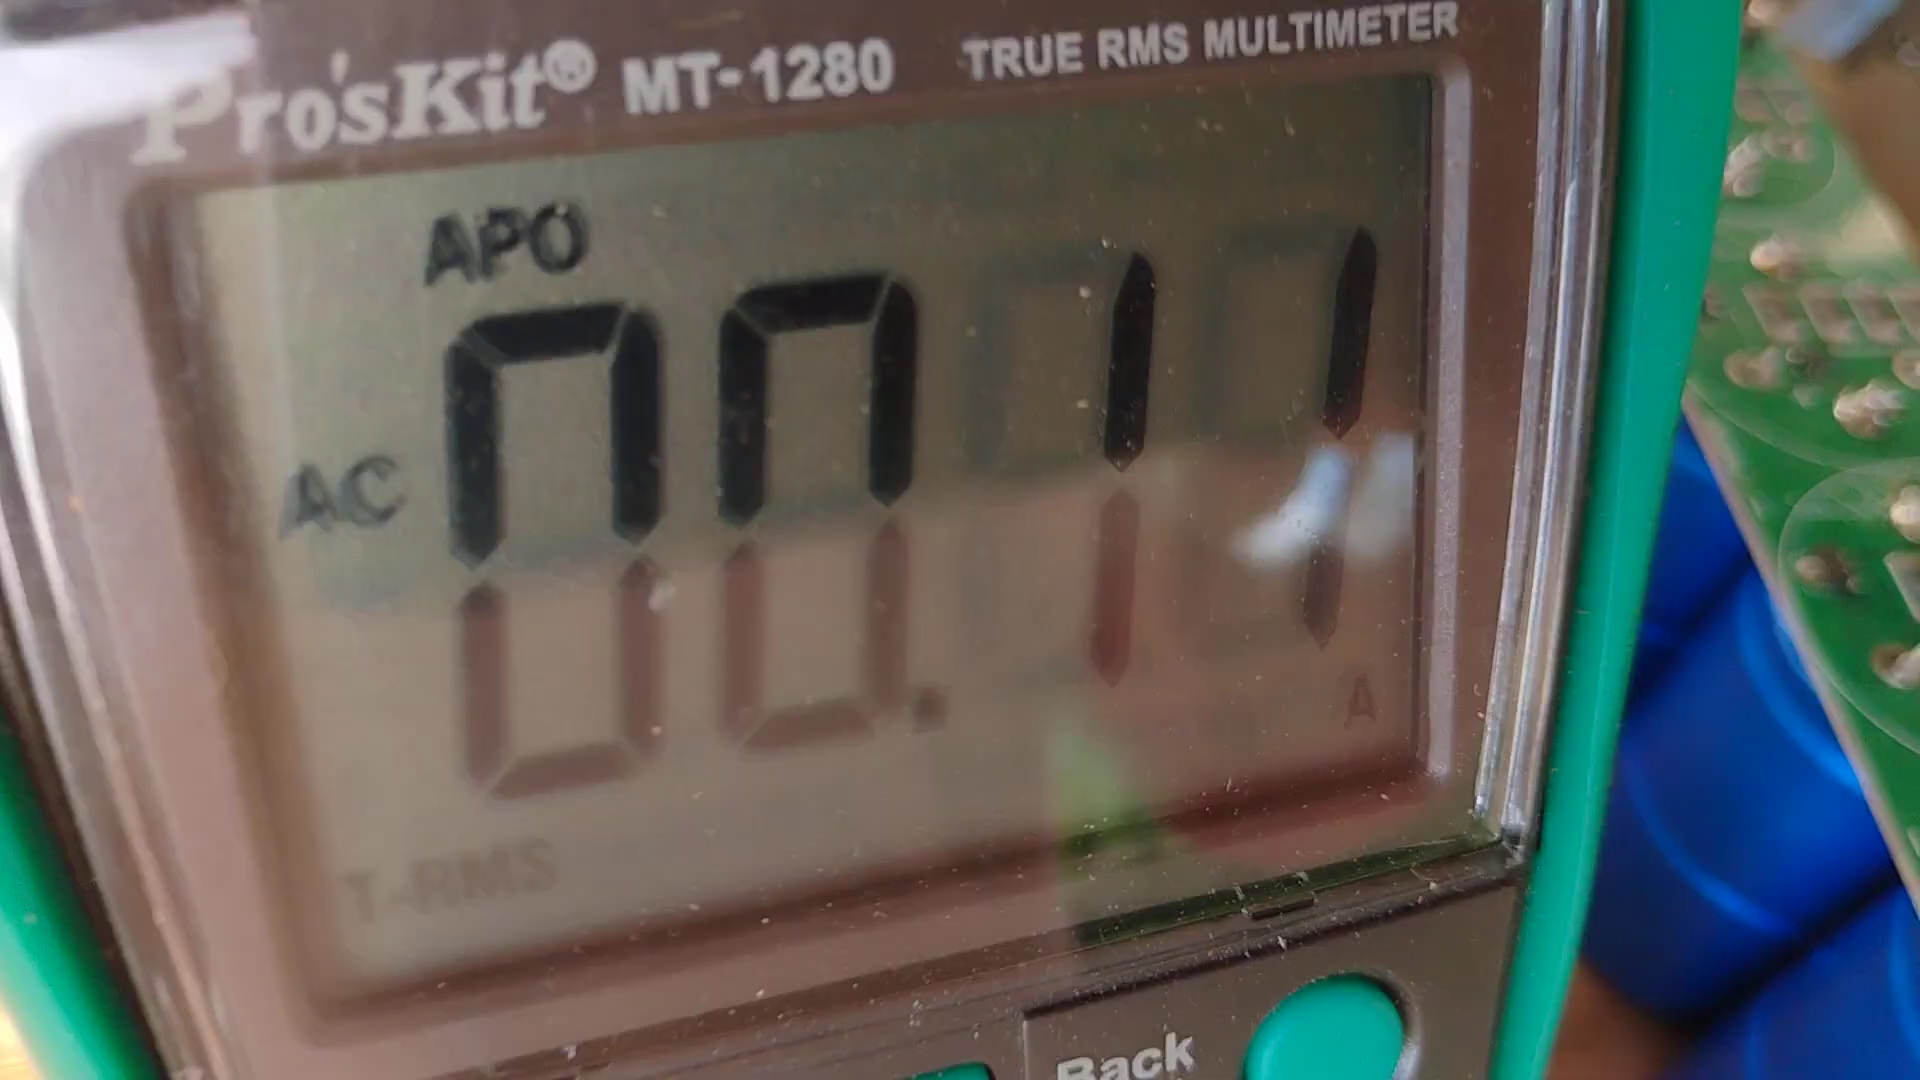 Pro'sKit® MT-1280 TRUE RMS MULTIMETER
APO
AC 00.11 A
T-RMS
Back